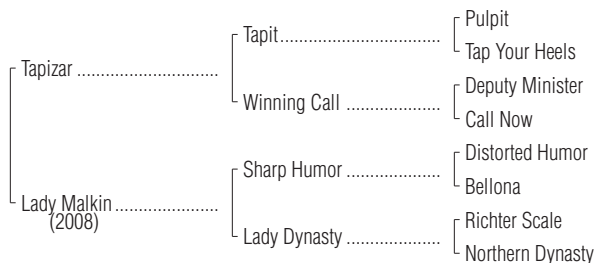 Pulpit
Tapit
Tap Your Heels
Tapizar
Deputy Minister
Winning Call
Call Now
Distorted Humor
Sharp Humor
Bellona
Lady Malkin
(2008)
Richter Scale
Lady Dynasty
Northern Dynasty